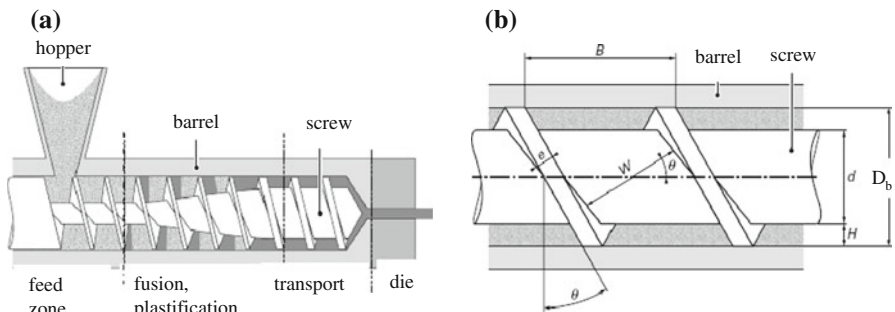 (a)
hopper
barrel
screw
feed
zone
fusion,
plastification
transport
die
(b)
B
barrel
screw
e
W
θ
d
D_b
H
θ